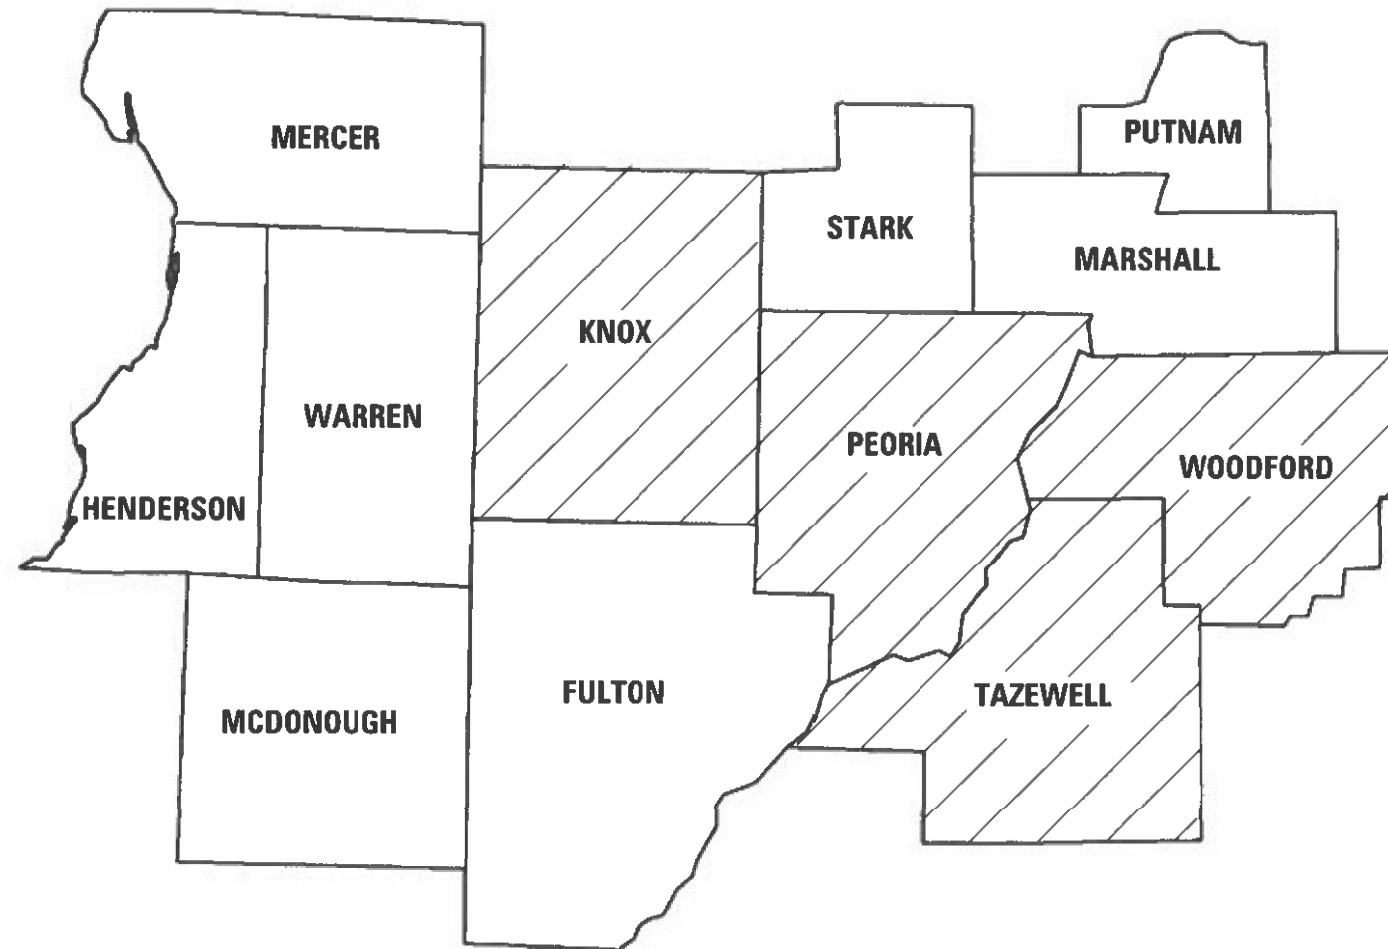 PUTNAM
MERCER
STARK
MARSHALL
KNOX
WARREN
PEORIA
WOODFORD
HENDERSON
FULTON
TAZEWELL
MCDONOUGH